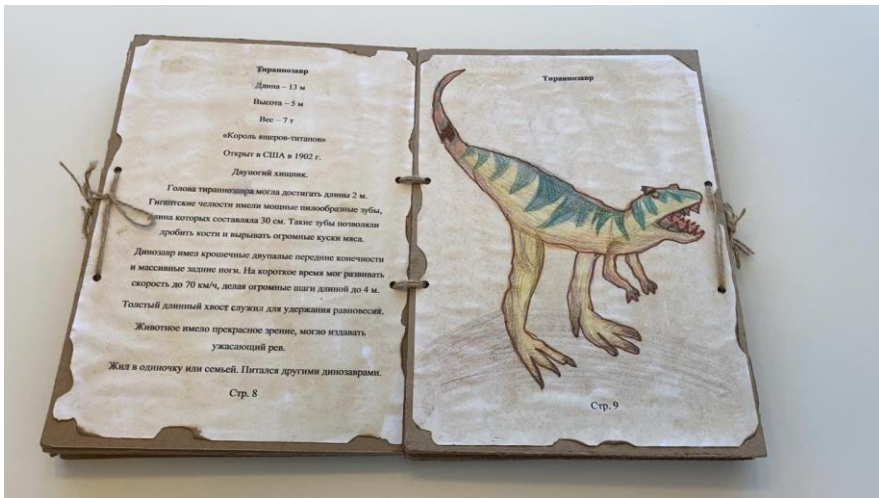 Тираннозавр
Длина – 13 м
Высота – 5 м
Вес – 7 т
«Король ящеров-титанов»
Открыт в США в 1902 г.
Двуногий хищник.
Голова тираннозавра могла достигать длины 2 м.
Гигантские челюсти имели мощные пилообразные зубы,
длина которых составляла 30 см. Такие зубы позволяли
дробить кости и вырывать огромные куски мяса.
Динозавр имел крошечные двупалые передние конечности
и массивные задние ноги. На короткое время мог развивать
скорость до 70 км/ч, делая огромные шаги длиной до 4 м.
Толстый длинный хвост служил для удержания равновесия.
Животное имело прекрасное зрение, могло издавать
ужасающий рев.
Жил в одиночку или семьей. Питался другими динозаврами.
Стр. 8
Тираннозавр
Стр. 9